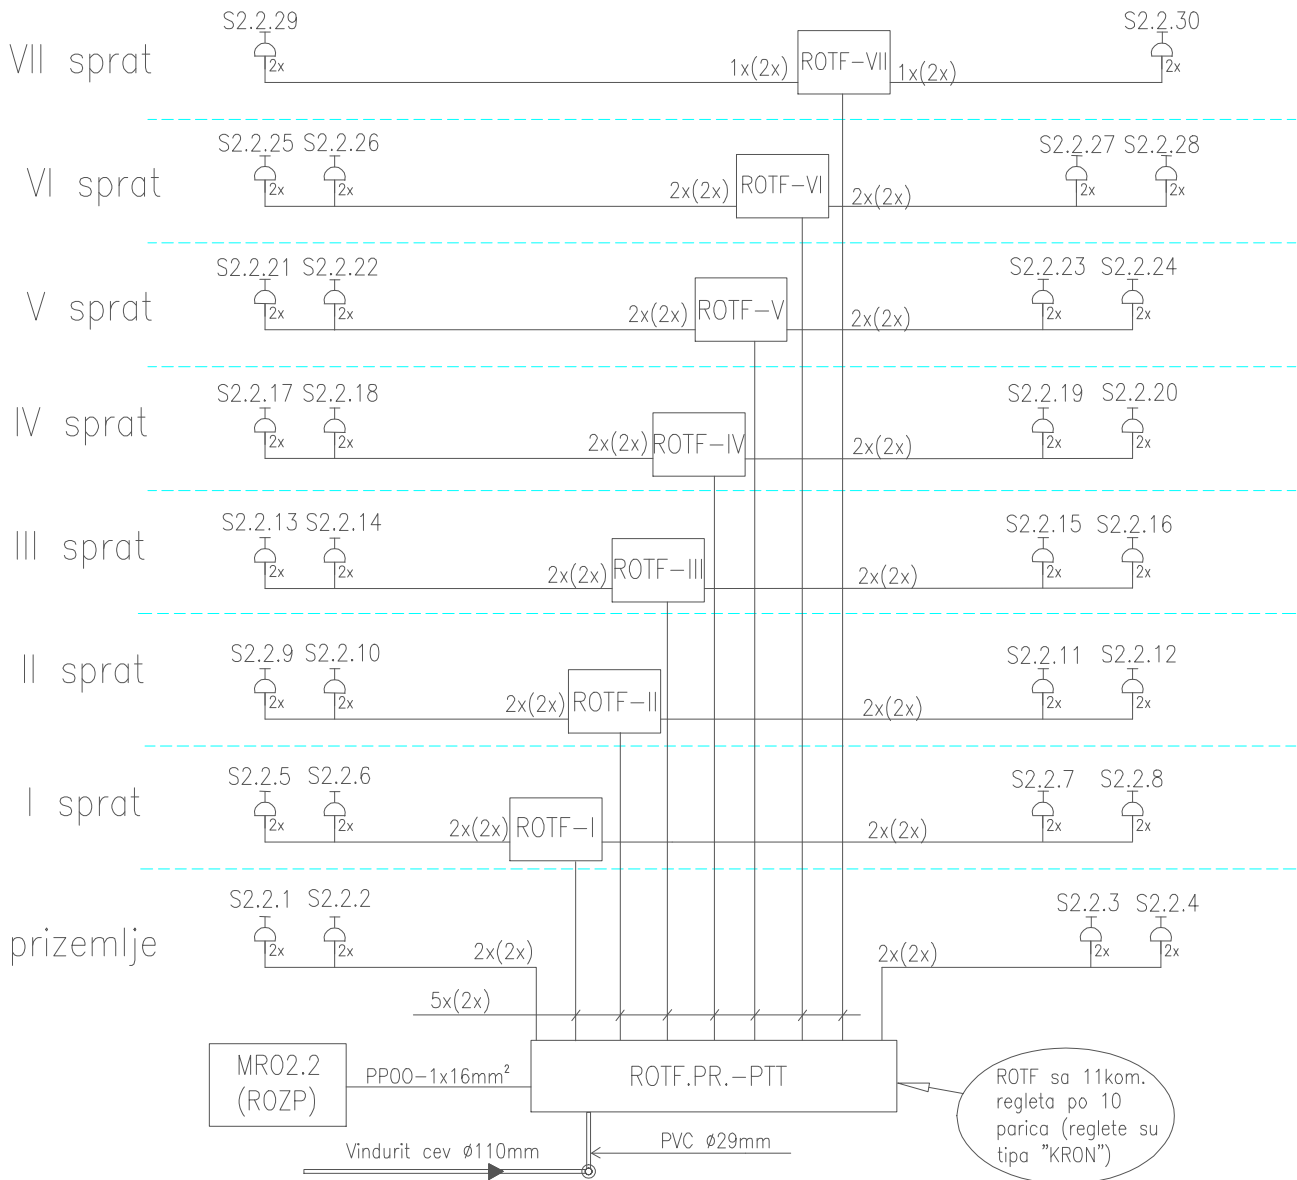 S2.2.29
S2.2.30
VII sprat
2x
1x(2x)
ROTF-VII
1x(2x)
2x
S2.2.25
S2.2.26
S2.2.27
S2.2.28
VI sprat
2x
2x
2x(2x)
ROTF-VI
2x(2x)
2x
2x
S2.2.21
S2.2.22
S2.2.23
S2.2.24
V sprat
2x
2x
2x(2x)
ROTF-V
2x(2x)
2x
2x
S2.2.17
S2.2.18
S2.2.19
S2.2.20
IV sprat
2x
2x
2x(2x)
ROTF-IV
2x(2x)
2x
2x
S2.2.13
S2.2.14
S2.2.15
S2.2.16
III sprat
2x
2x
2x(2x)
ROTF-III
2x(2x)
2x
2x
S2.2.9
S2.2.10
S2.2.11
S2.2.12
II sprat
2x
2x
2x(2x)
ROTF-II
2x(2x)
2x
2x
S2.2.5
S2.2.6
S2.2.7
S2.2.8
I sprat
2x
2x
2x(2x)
ROTF-I
2x(2x)
2x
2x
S2.2.1
S2.2.2
S2.2.3
S2.2.4
prizemlje
2x
2x
2x(2x)
2x(2x)
2x
2x
5x(2x)
MRO2.2
(ROZP)
PP00-1x16mm²
ROTF.PR.-PTT
ROTF sa 11kom.
regleta po 10
parica (reglete su
tipa "KRON")
Vindurit cev ø110mm
PVC ø29mm